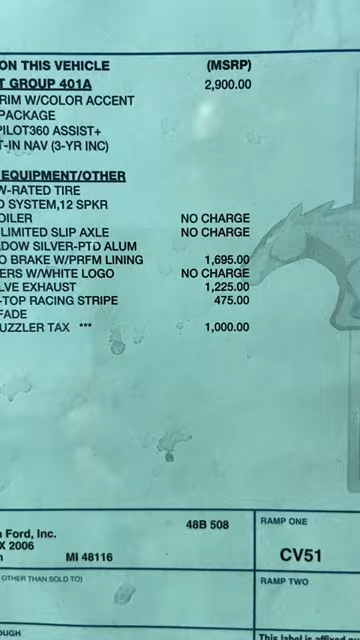 ON THIS VEHICLE (MSRP)
T GROUP 401A 2,900.00
RIM W/COLOR ACCENT
PACKAGE
PILOT360 ASSIST+
T-IN NAV (3-YR INC)
EQUIPMENT/OTHER
W-RATED TIRE
O SYSTEM,12 SPKR
OILER NO CHARGE
LIMITED SLIP AXLE NO CHARGE
DOW SILVER-PTD ALUM
O BRAKE W/PRFM LINING 1,695.00
ERS W/WHITE LOGO NO CHARGE
LVE EXHAUST 1,225.00
-TOP RACING STRIPE 475.00
FADE
UZZLER TAX *** 1,000.00
Ford, Inc. 48B 508
X 2006
MI 48116
RAMP ONE
CV51
OTHER THAN SOLD TO)
RAMP TWO
OUGH
This label is affixed